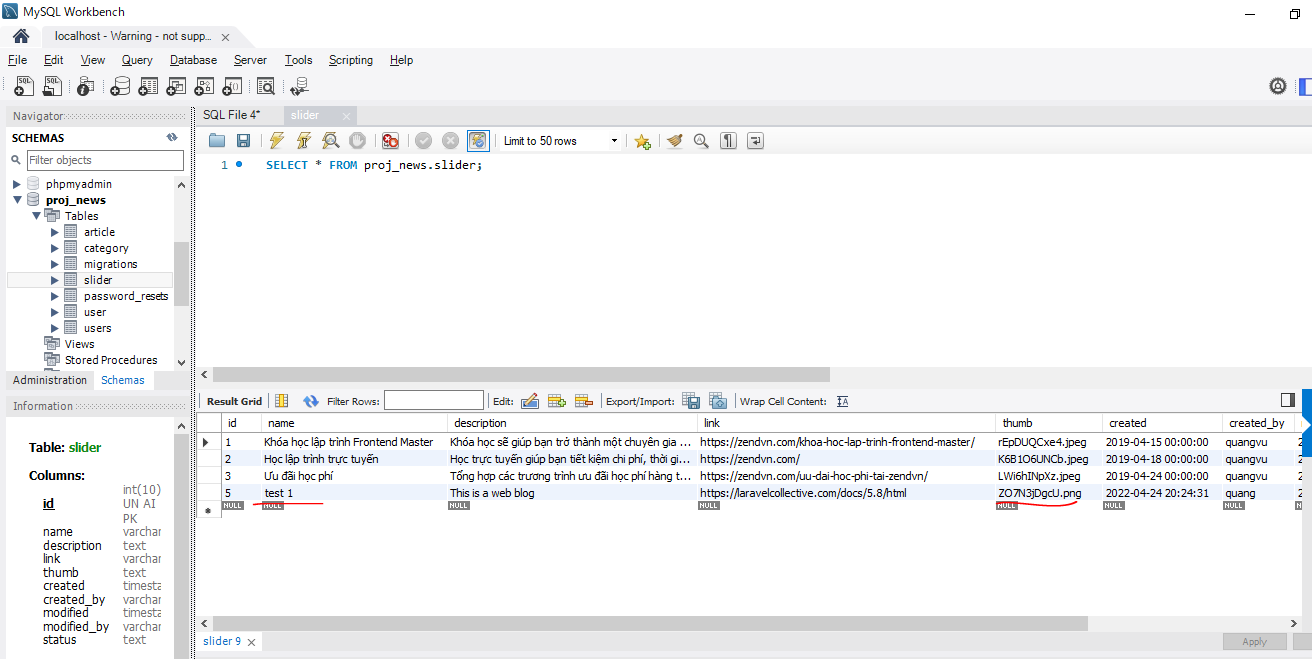 MySQL Workbench
localhost - Warning - not supp...
File Edit View Query Database Server Tools Scripting Help
Navigator
SQL File 4*
slider
SCHEMAS
Filter objects
Limit to 50 rows
1 SELECT * FROM proj_news.slider;
phpmyadmin
proj_news
Tables
article
category
migrations
slider
password_resets
user
users
Views
Stored Procedures
Administration Schemas
Information
Table: slider
Columns:
id int(10) UN AI PK
name varchar
description text
link varchar
thumb text
created timesta
created_by varchar
modified timesta
modified_by varchar
status text
Result Grid Filter Rows: Edit: Export/Import: Wrap Cell Content:
id name description link thumb created created_by
1 Khóa học lập trình Frontend Master Khóa học sẽ giúp bạn trở thành một chuyên gia ... https://zendvn.com/khoa-hoc-lap-trinh-frontend-master/ rEpDUQCxe4.jpeg 2019-04-15 00:00:00 quangvu 2
2 Học lập trình trực tuyến Học trực tuyến giúp bạn tiết kiệm chi phí, thời gi... https://zendvn.com/ K6B1O6UNCb.jpeg 2019-04-18 00:00:00 quangvu 2
3 Ưu đãi học phí Tổng hợp các trương trình ưu đãi học phí hàng t... https://zendvn.com/uu-dai-hoc-phi-tai-zendvn/ LWi6hINpXz.jpeg 2019-04-24 00:00:00 quangvu 2
5 test 1 This is a web blog https://laravelcollective.com/docs/5.8/html ZO7N3jDgcU.png 2022-04-24 20:24:31 quang 2
NULL NULL NULL NULL NULL NULL NULL
slider 9
Apply